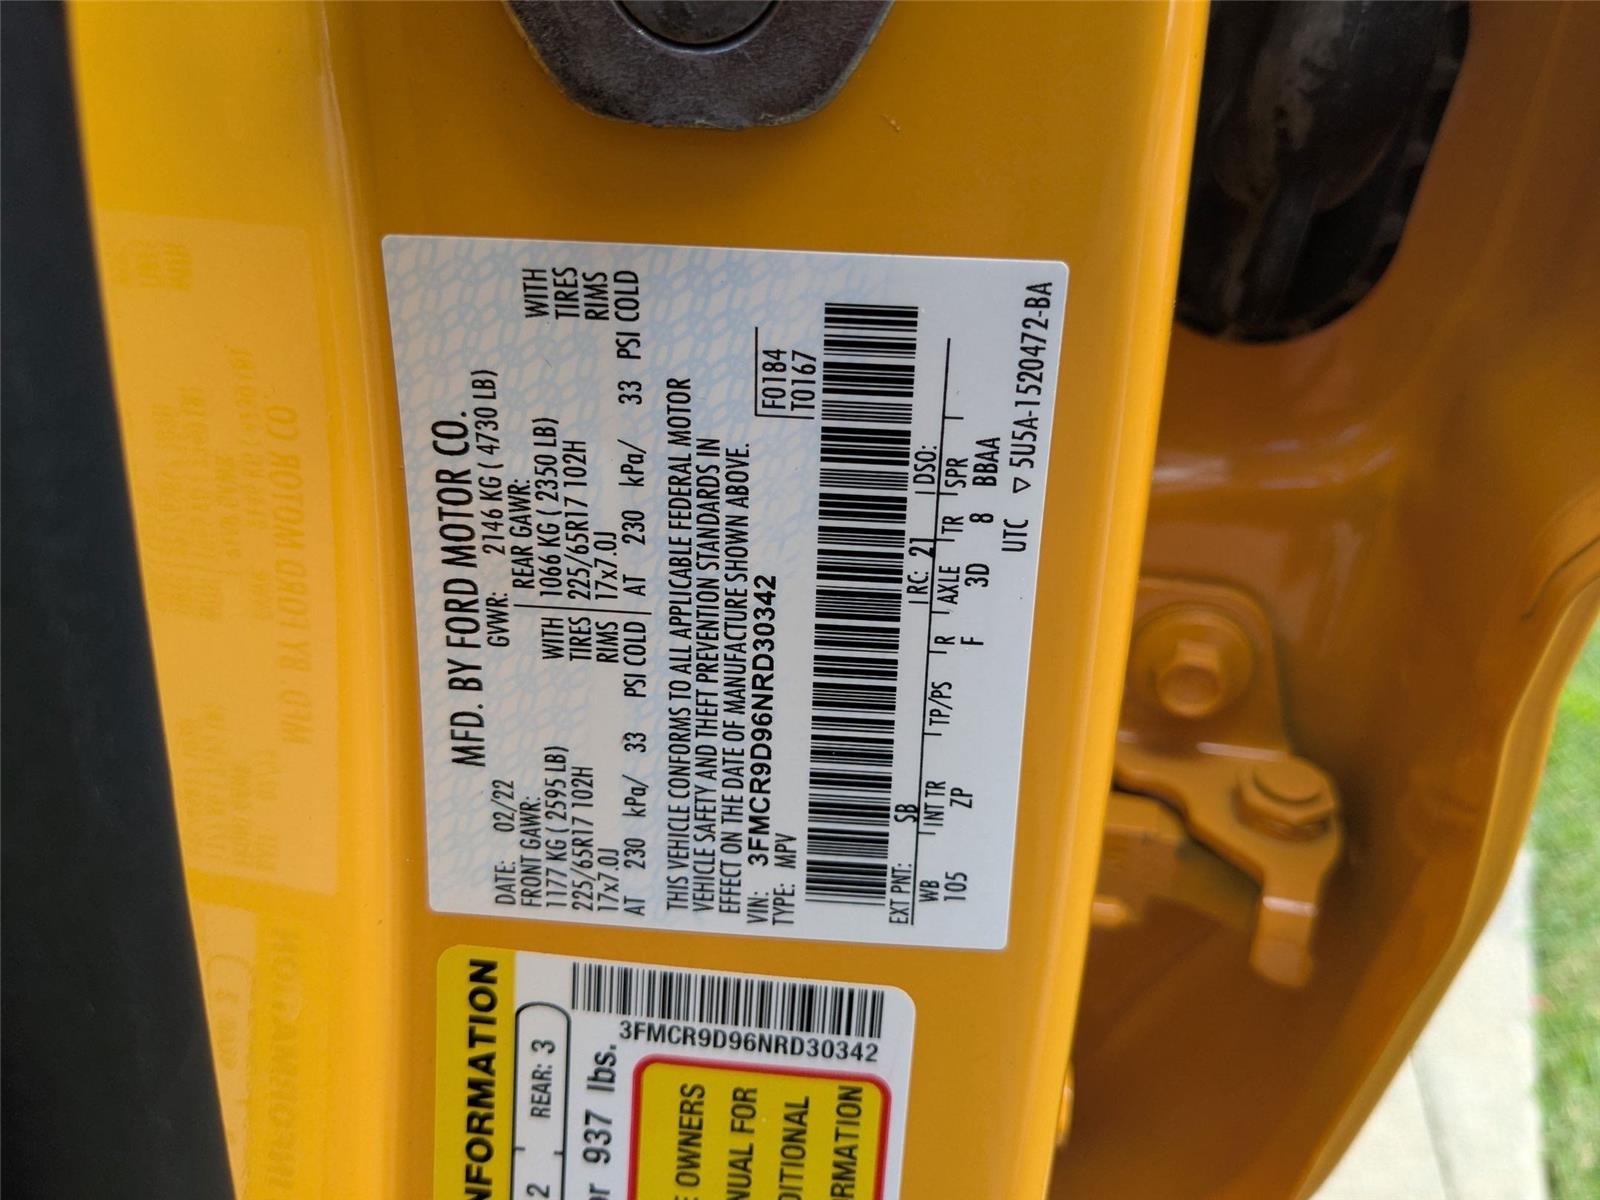 MFD. BY FORD MOTOR CO.
DATE: 02/22 GVWR: 2146 KG ( 4730 LB)
FRONT GAWR: REAR GAWR:
1177 KG ( 2595 LB) WITH 1066 KG ( 2350 LB) WITH
225/65R17 102H TIRES 225/65R17 102H TIRES
17x7.0J RIMS 17x7.0J RIMS
AT 230 kPa/ 33 PSI COLD AT 230 kPa/ 33 PSI COLD
THIS VEHICLE CONFORMS TO ALL APPLICABLE FEDERAL MOTOR
VEHICLE SAFETY AND THEFT PREVENTION STANDARDS IN
EFFECT ON THE DATE OF MANUFACTURE SHOWN ABOVE.
VIN: 3FMCR9D96NRD30342 F0184
TYPE: MPV T0167
EXT PNT: SB RC: 21 DSO:
WB INT TR TP/PS R AXLE TR SPR
105 ZP F 3D 8 BBAA
UTC ▽ 5U5A-1520472-BA
NFORMATION
2 REAR: 3
or 937 lbs.
3FMCR9D96NRD30342
OWNERS
NUAL FOR
DITIONAL
RMATION